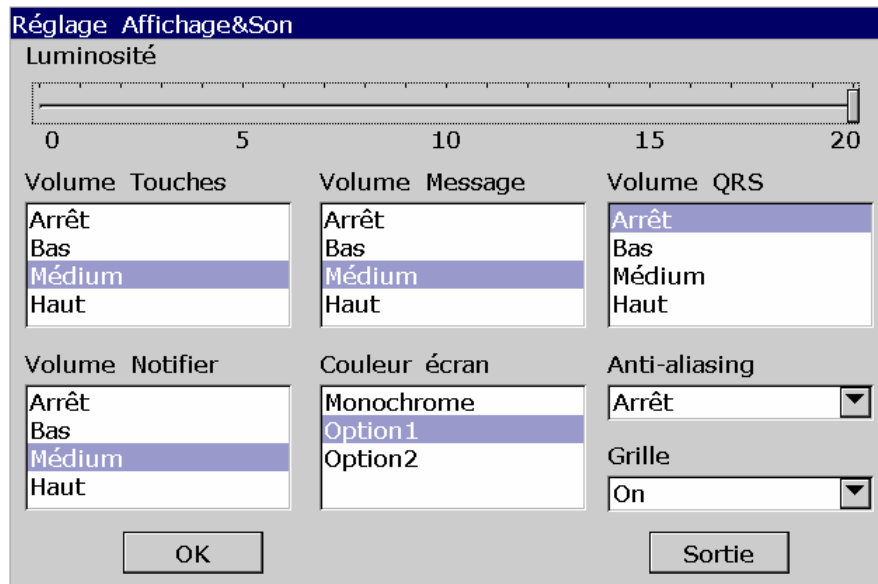 Réglage Affichage&Son
Luminosité
0 5 10 15 20
Volume Touches
Arrêt
Bas
Médium
Haut
Volume Message
Arrêt
Bas
Médium
Haut
Volume QRS
Arrêt
Bas
Médium
Haut
Volume Notifier
Arrêt
Bas
Médium
Haut
Couleur écran
Monochrome
Option1
Option2
Anti-aliasing
Arrêt
Grille
On
OK
Sortie